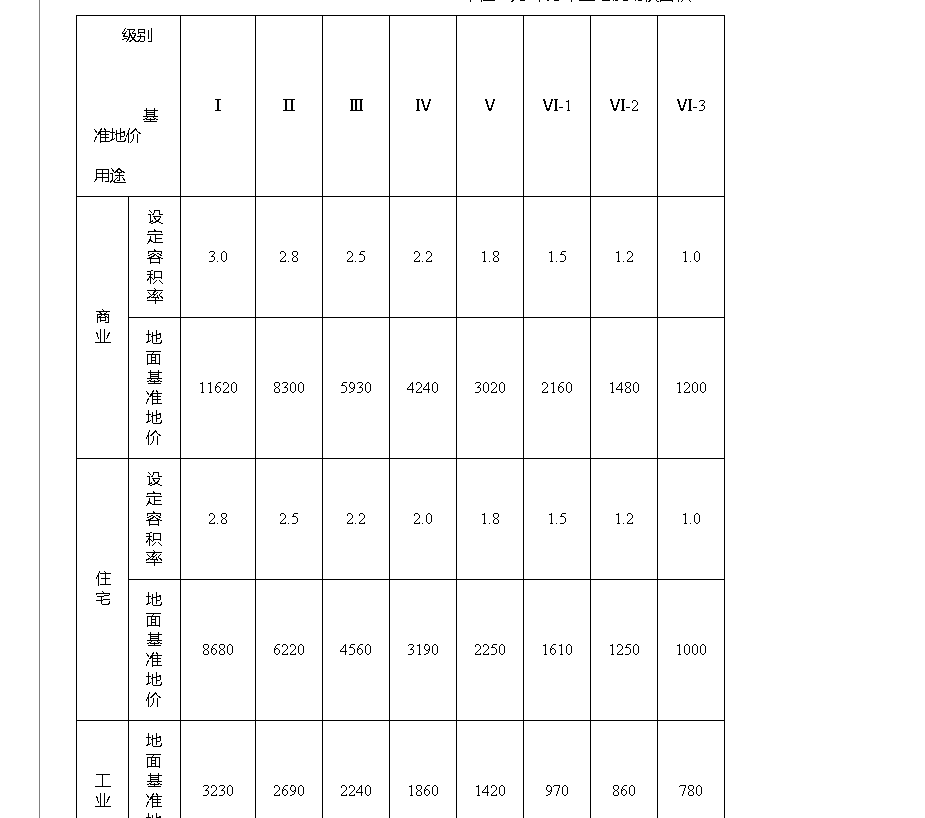 级别
基
准地价
用途
Ⅰ Ⅱ Ⅲ Ⅳ Ⅴ Ⅵ-1 Ⅵ-2 Ⅵ-3
商业
设定容积率 3.0 2.8 2.5 2.2 1.8 1.5 1.2 1.0
地面基准地价 11620 8300 5930 4240 3020 2160 1480 1200
住宅
设定容积率 2.8 2.5 2.2 2.0 1.8 1.5 1.2 1.0
地面基准地价 8680 6220 4560 3190 2250 1610 1250 1000
工业
地面基准 3230 2690 2240 1860 1420 970 860 780